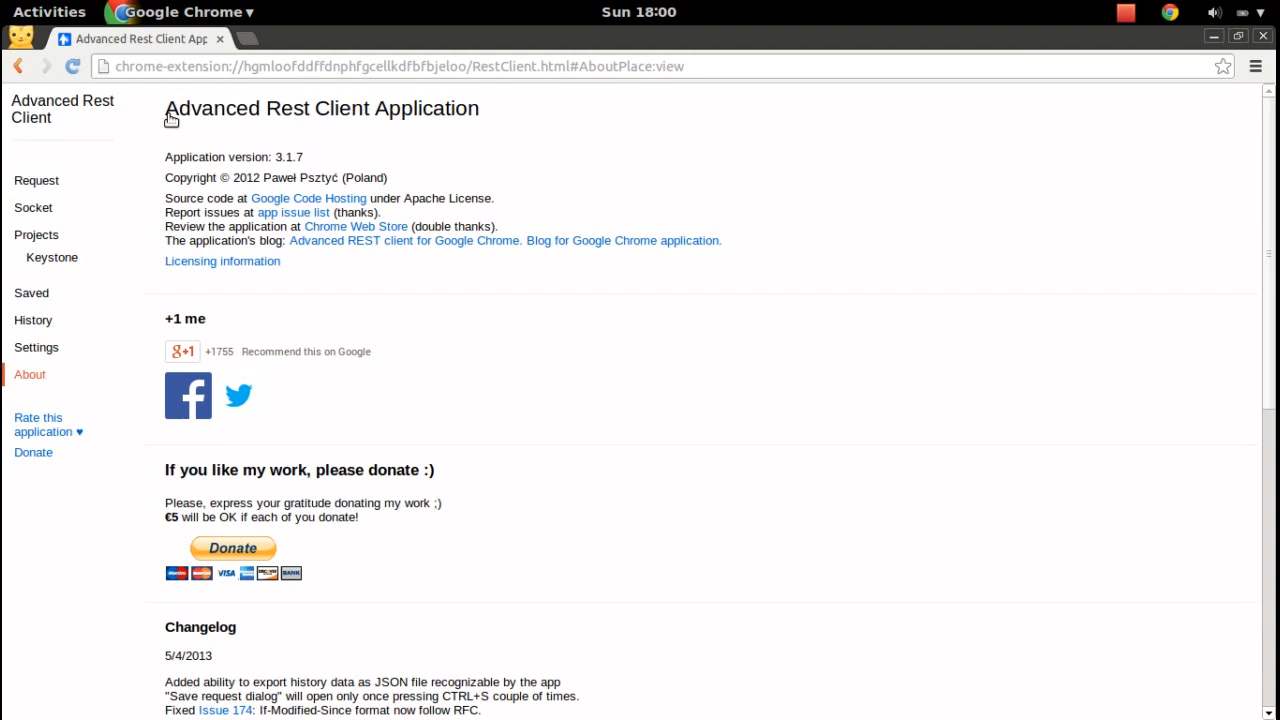 Activities
Google Chrome ▾
Sun 18:00
Advanced Rest Client App
chrome-extension://hgmloofddffdnphfgcellkdfbfbjeloo/RestClient.html#AboutPlace:view
Advanced Rest
Client
Request
Socket
Projects
Keystone
Saved
History
Settings
About
Rate this
application ♥
Donate
Advanced Rest Client Application
Application version: 3.1.7
Copyright © 2012 Paweł Psztyć (Poland)
Source code at Google Code Hosting under Apache License.
Report issues at app issue list (thanks).
Review the application at Chrome Web Store (double thanks).
The application's blog: Advanced REST client for Google Chrome. Blog for Google Chrome application.
Licensing information
+1 me
g+1 +1755 Recommend this on Google
If you like my work, please donate :)
Please, express your gratitude donating my work ;)
€5 will be OK if each of you donate!
Donate
VISA
BANK
Changelog
5/4/2013
Added ability to export history data as JSON file recognizable by the app
"Save request dialog" will open only once pressing CTRL+S couple of times.
Fixed Issue 174: If-Modified-Since format now follow RFC.